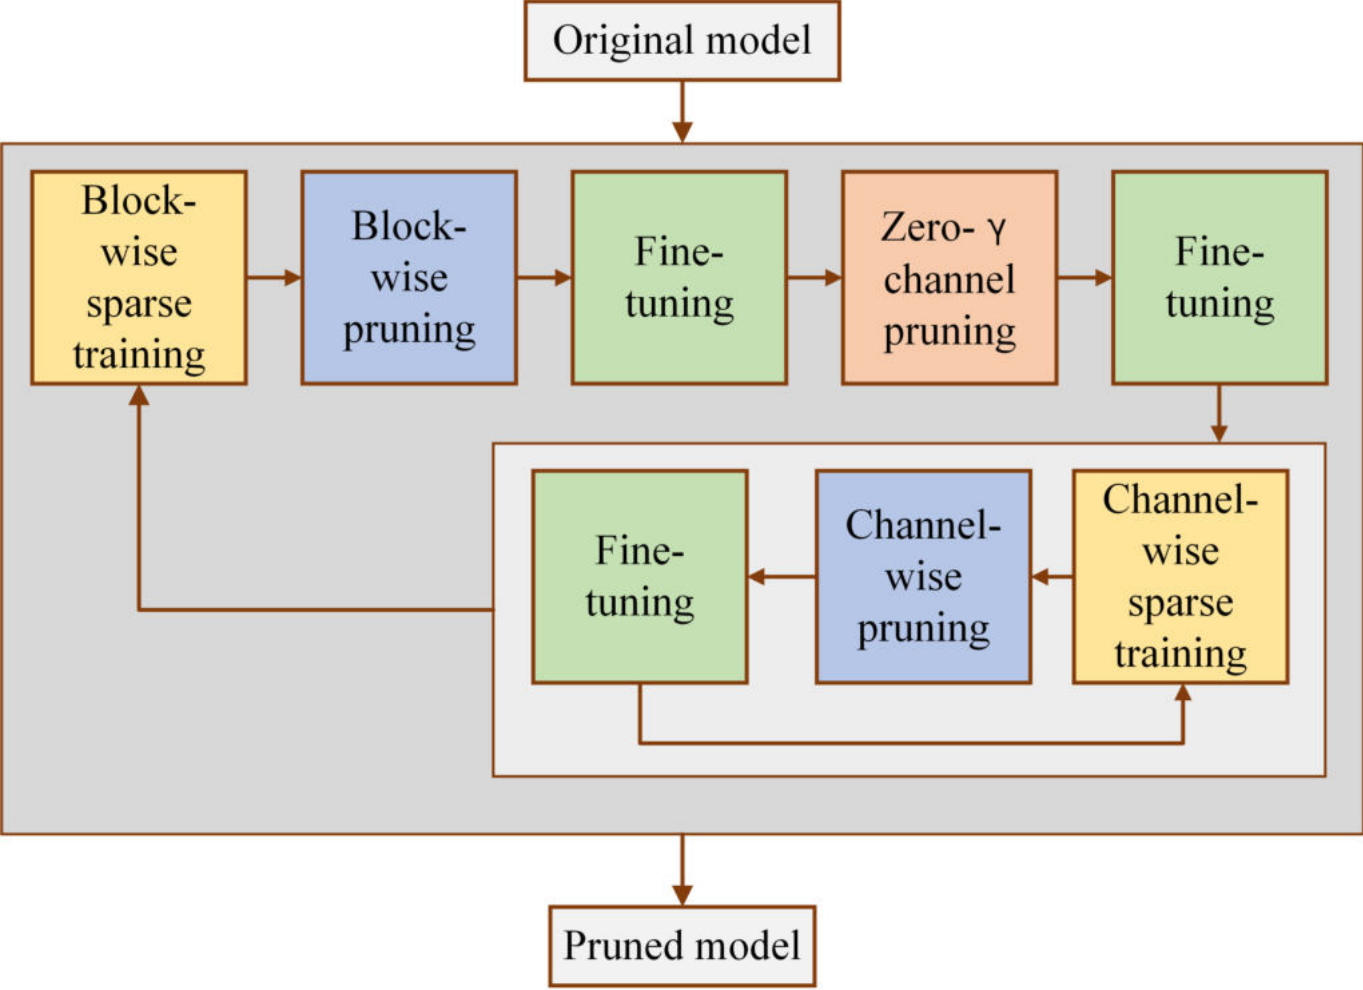 Original model
Block-
wise
sparse
training
Block-
wise
pruning
Fine-
tuning
Zero- γ
channel
pruning
Fine-
tuning
Fine-
tuning
Channel-
wise
pruning
Channel-
wise
sparse
training
Pruned model